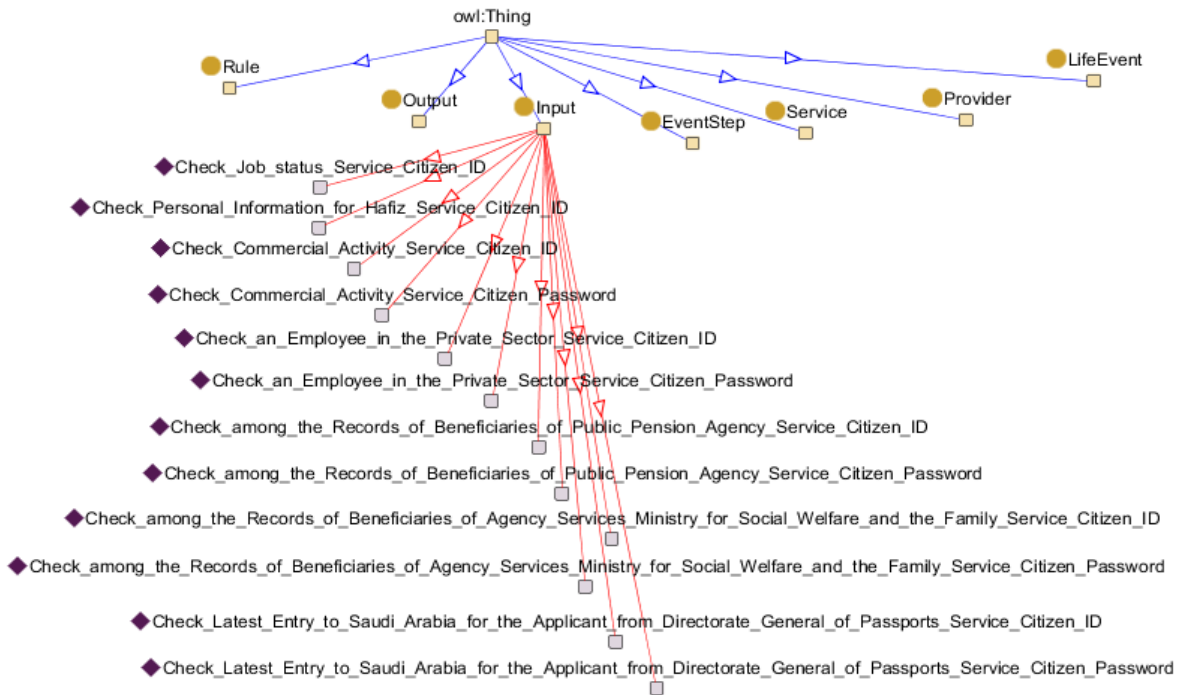 owl:Thing
Rule
LifeEvent
Output
Input
EventStep
Service
Provider
Check_Job_status_Service_Citizen_ID
Check_Personal_Information_for_Hafiz_Service_Citizen_ID
Check_Commercial_Activity_Service_Citizen_ID
Check_Commercial_Activity_Service_Citizen_Password
Check_an_Employee_in_the_Private_Sector_Service_Citizen_ID
Check_an_Employee_in_the_Private_Sector_Service_Citizen_Password
Check_among_the_Records_of_Beneficiaries_of_Public_Pension_Agency_Service_Citizen_ID
Check_among_the_Records_of_Beneficiaries_of_Public_Pension_Agency_Service_Citizen_Password
Check_among_the_Records_of_Beneficiaries_of_Agency_Services_Ministry_for_Social_Welfare_and_the_Family_Service_Citizen_ID
Check_among_the_Records_of_Beneficiaries_of_Agency_Services_Ministry_for_Social_Welfare_and_the_Family_Service_Citizen_Password
Check_Latest_Entry_to_Saudi_Arabia_for_the_Applicant_from_Directorate_General_of_Passports_Service_Citizen_ID
Check_Latest_Entry_to_Saudi_Arabia_for_the_Applicant_from_Directorate_General_of_Passports_Service_Citizen_Password